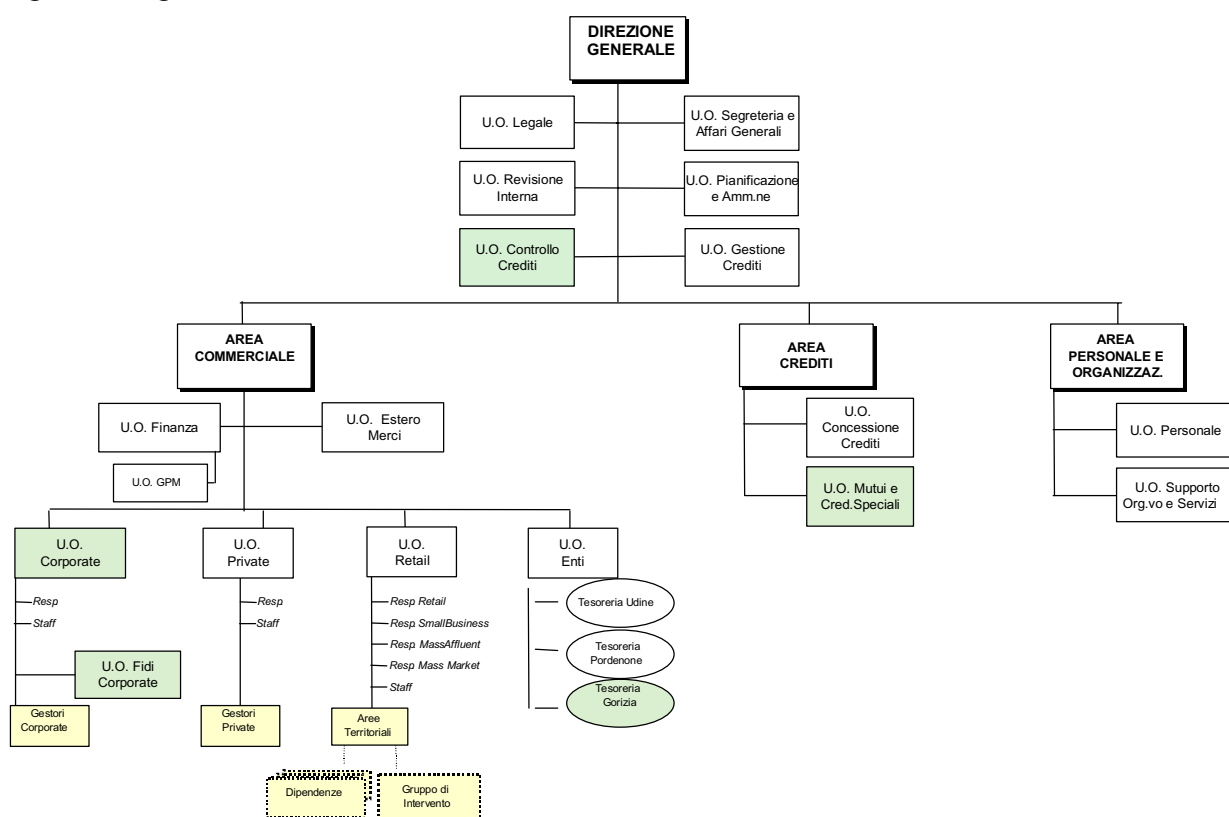 DIREZIONE
GENERALE
U.O. Legale
U.O. Segreteria e
Affari Generali
U.O. Revisione
Interna
U.O. Pianificazione
e Amm.ne
U.O. Controllo
Crediti
U.O. Gestione
Crediti
AREA
COMMERCIALE
AREA
CREDITI
AREA
PERSONALE E
ORGANIZZAZ.
U.O. Finanza
U.O. Estero
Merci
U.O. GPM
U.O.
Concessione
Crediti
U.O. Personale
U.O. Mutui e
Cred.Speciali
U.O. Supporto
Org.vo e Servizi
U.O.
Corporate
U.O.
Private
U.O.
Retail
U.O.
Enti
Resp
Staff
U.O. Fidi
Corporate
Gestori
Corporate
Resp
Staff
Gestori
Private
Resp. Retail
Resp. SmallBusiness
Resp. MassAffluent
Resp. Mass Market
Staff
Aree
Territoriali
Dipendenze
Gruppo di
Intervento
Tesoreria Udine
Tesoreria
Pordenone
Tesoreria
Gorizia